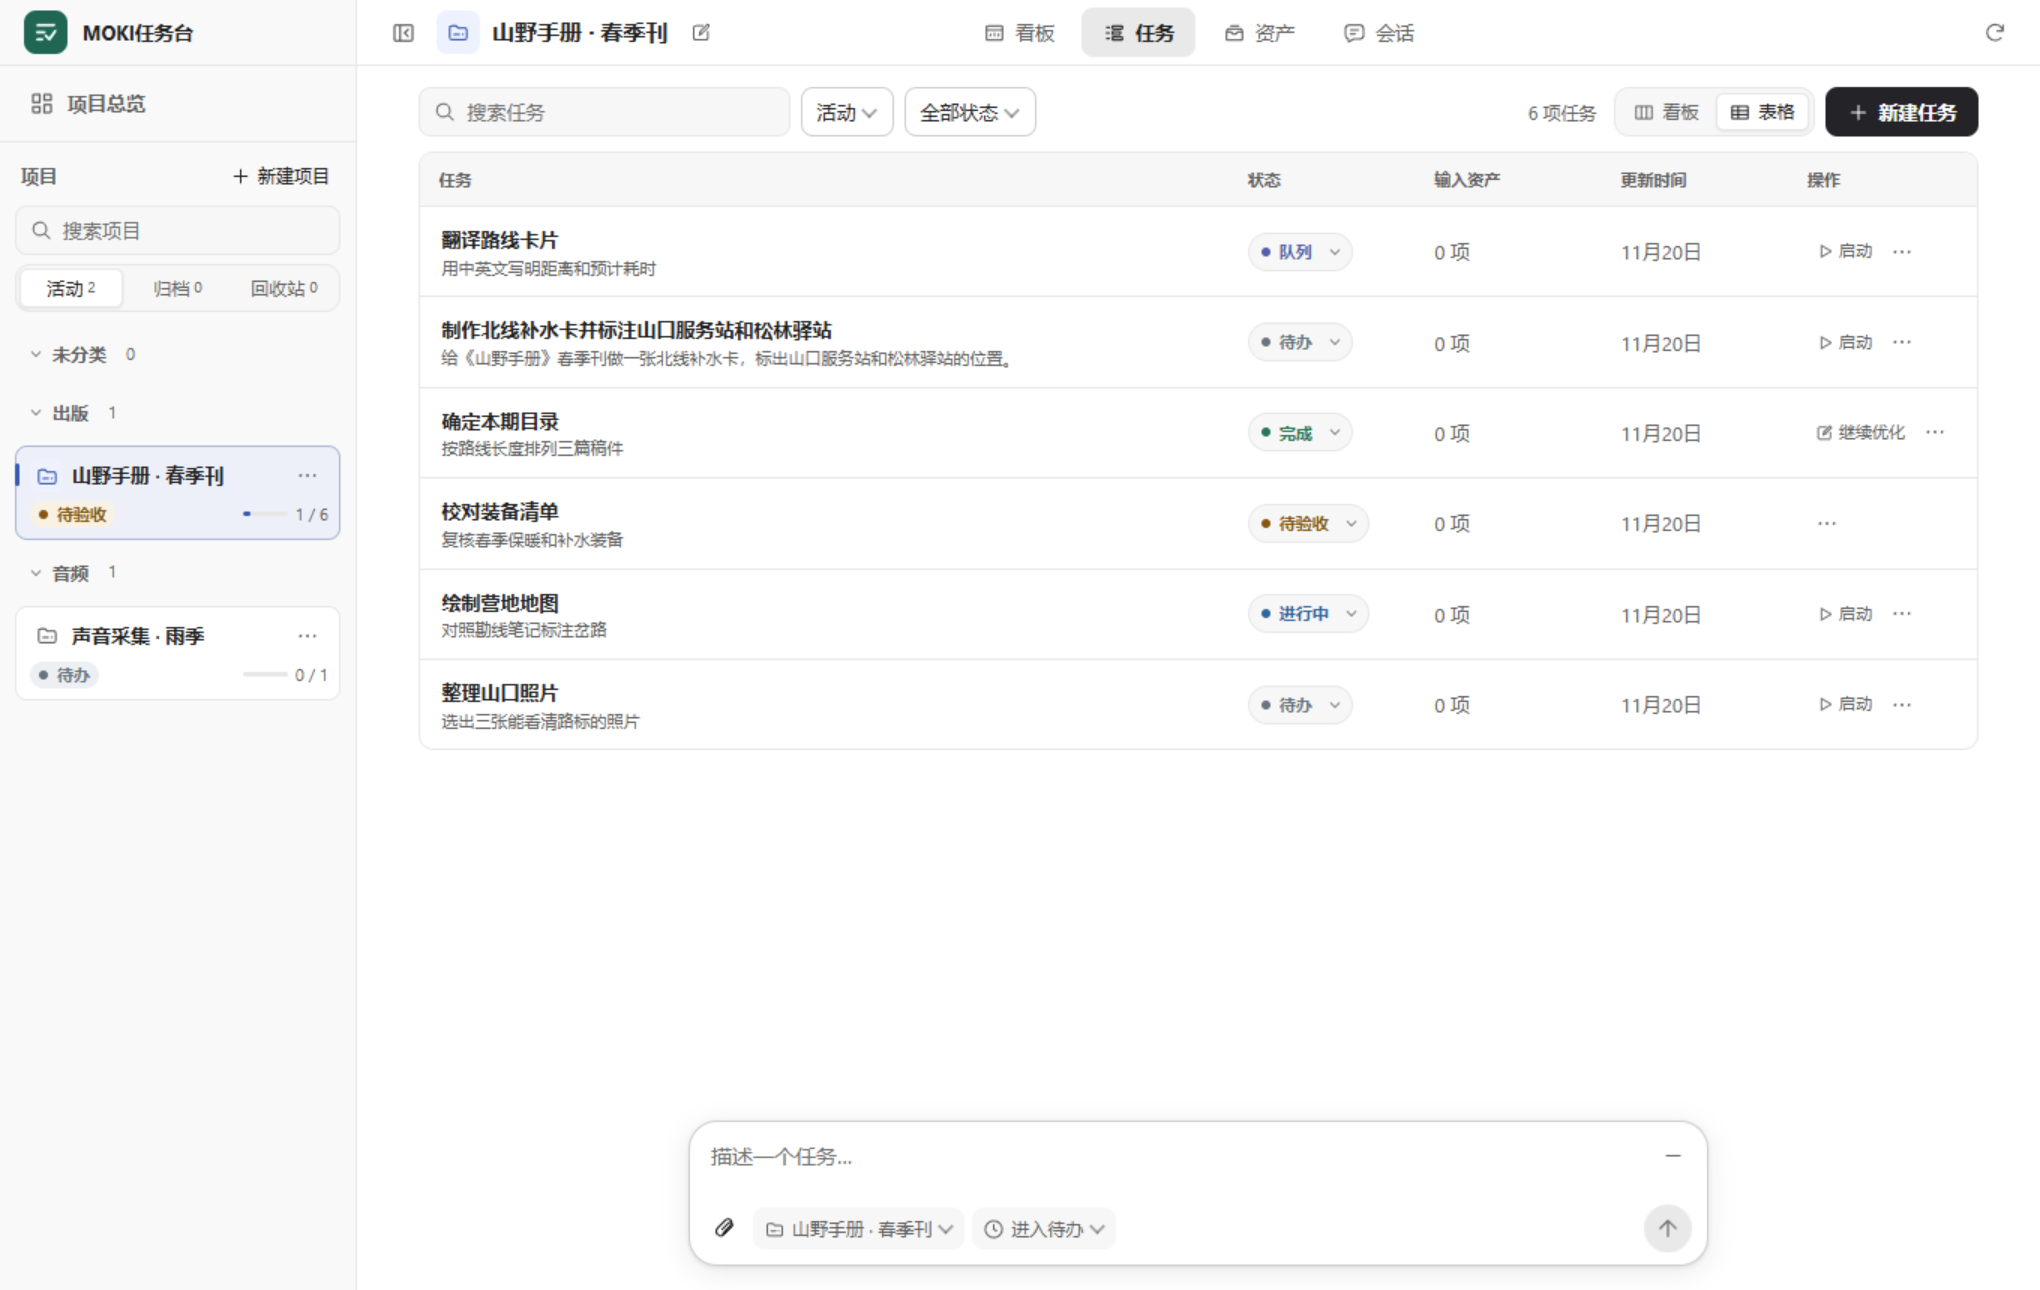 MOKI任务台
项目总览
项目
新建项目
搜索项目
活动 2
归档 0
回收站 0
未分类 0
出版 1
山野手册 · 春季刊
待验收
1 / 6
音频 1
声音采集 · 雨季
待办
0 / 1
山野手册 · 春季刊
看板
任务
资产
会话
搜索任务
活动
全部状态
6 项任务
看板
表格
新建任务
任务 状态 输入资产 更新时间 操作
翻译路线卡片
用中英文写明距离和预计耗时
队列 0 项 11月20日 启动
制作北线补水卡并标注山口服务站和松林驿站
给《山野手册》春季刊做一张北线补水卡，标出山口服务站和松林驿站的位置。
待办 0 项 11月20日 启动
确定本期目录
按路线长度排列三篇稿件
完成 0 项 11月20日 继续优化
校对装备清单
复核春季保暖和补水装备
待验收 0 项 11月20日
绘制营地地图
对照勘线笔记标注岔路
进行中 0 项 11月20日 启动
整理山口照片
选出三张能看清路标的照片
待办 0 项 11月20日 启动
描述一个任务...
山野手册 · 春季刊
进入待办